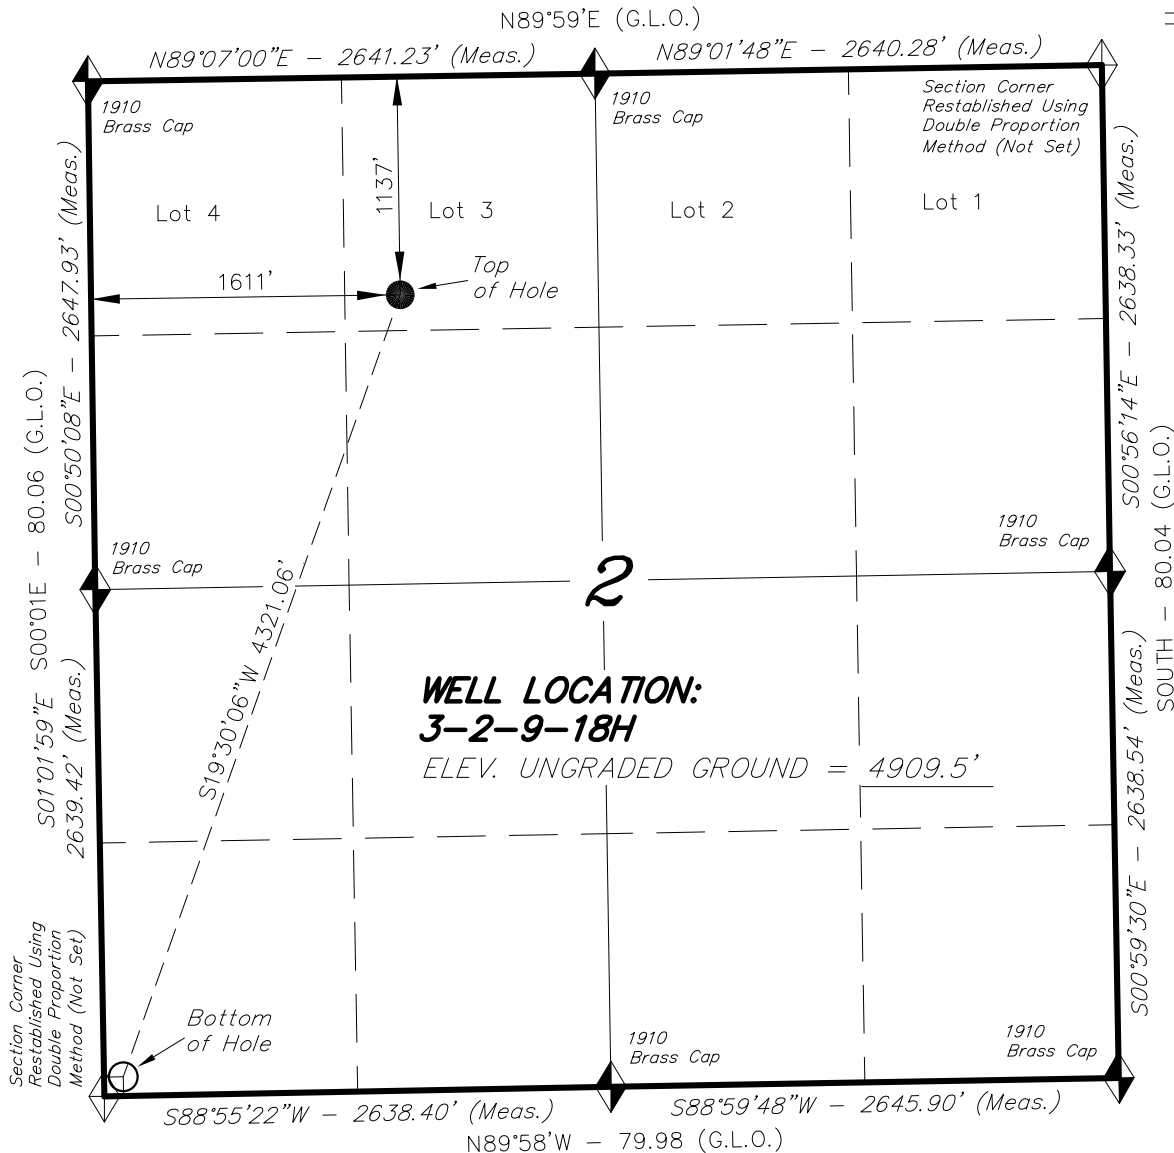 N89°59'E (G.L.O.)
N89°07'00"E - 2641.23' (Meas.)
N89°01'48"E - 2640.28' (Meas.)
1910
Brass Cap
1910
Brass Cap
Section Corner
Restablished Using
Double Proportion
Method (Not Set)
Lot 4
1137'
Lot 3
Lot 2
Lot 1
1611'
Top
of Hole
S00°50'08"E - 2647.93' (Meas.)
S00°01E - 80.06 (G.L.O.)
S00°56'14"E - 2638.33' (Meas.)
SOUTH - 80.04 (G.L.O.)
1910
Brass Cap
1910
Brass Cap
2
S19°30'06"W 4321.06'
WELL LOCATION:
3-2-9-18H
ELEV. UNGRADED GROUND = 4909.5'
S01°01'59"E
2639.42' (Meas.)
S00°59'30"E - 2638.54' (Meas.)
Section Corner
Restablished Using
Double Proportion
Method (Not Set)
Bottom
of Hole
1910
Brass Cap
1910
Brass Cap
S88°55'22"W - 2638.40' (Meas.)
S88°59'48"W - 2645.90' (Meas.)
N89°58'W - 79.98 (G.L.O.)